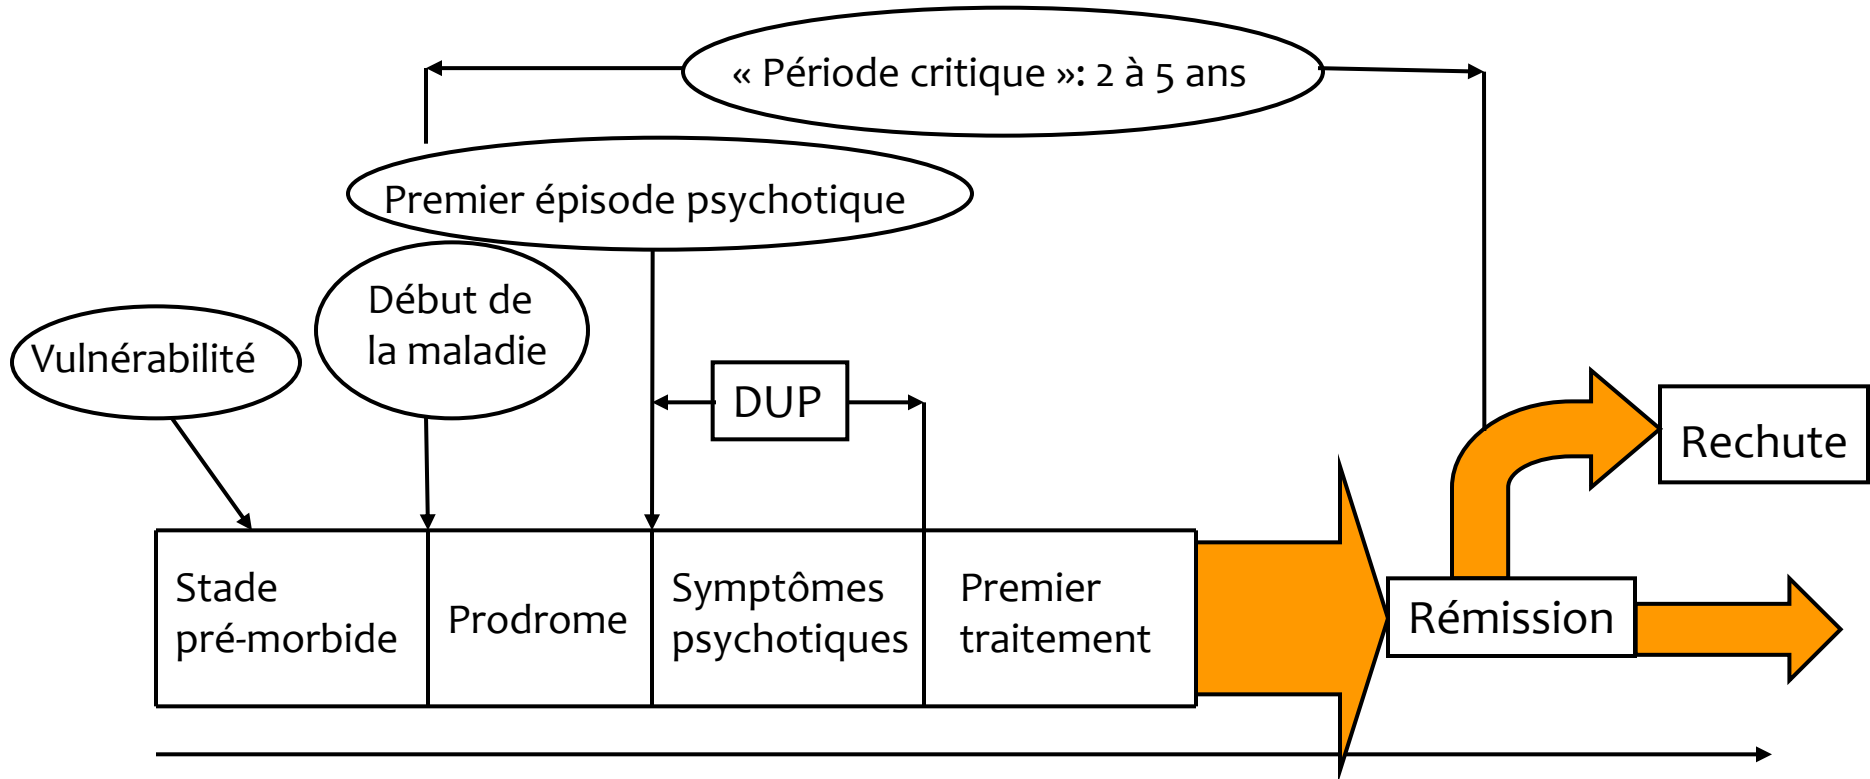 « Période critique »: 2 à 5 ans
Premier épisode psychotique
Début de
la maladie
Vulnérabilité
DUP
Rechute
Stade
pré-morbide
Prodrome
Symptômes
psychotiques
Premier
traitement
Rémission